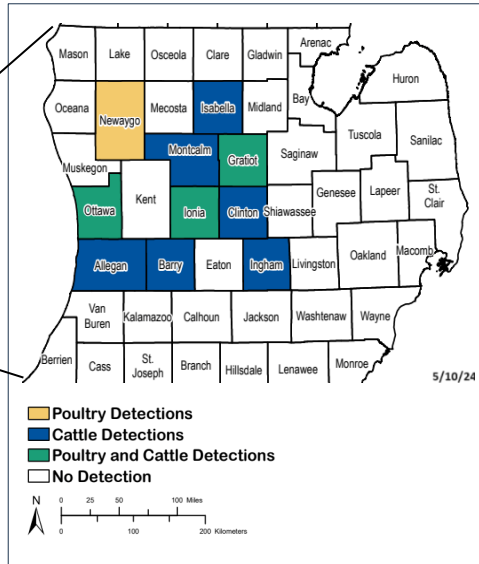 Arenac
Mason Lake Osceola Clare Gladwin
Huron
Oceana Newaygo Mecosta Isabella Midland Bay
Tuscola Sanilac
Montcalm Gratiot Saginaw
Muskegon
Kent Genesee Lapeer St.
Clair
Ottawa Ionia Clinton Shiawassee
Allegan Barry Eaton Ingham Livingston Oakland Macomb
Van
Buren Kalamazoo Calhoun Jackson Washtenaw Wayne
Berrien Cass St.
Joseph Branch Hillsdale Lenawee Monroe
5/10/24
Poultry Detections
Cattle Detections
Poultry and Cattle Detections
No Detection
N
0 25 50 100 Miles
0 100 200 Kilometers